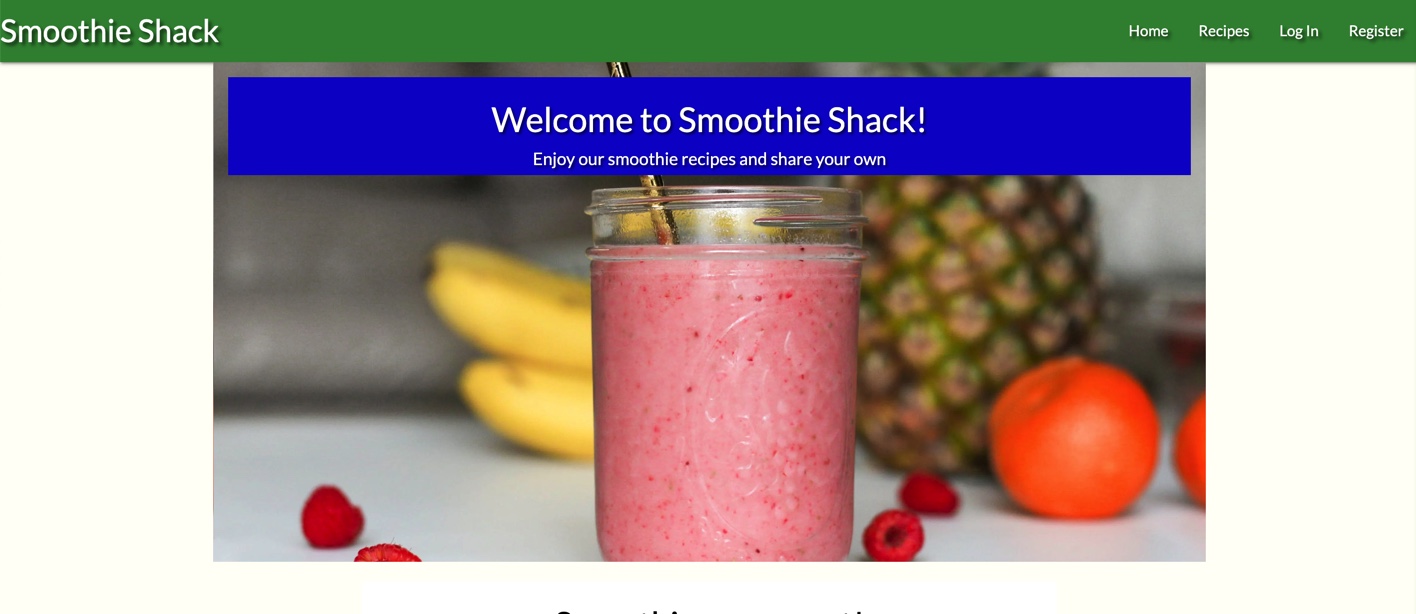 Smoothie Shack
Home Recipes Log In Register
Welcome to Smoothie Shack!
Enjoy our smoothie recipes and share your own